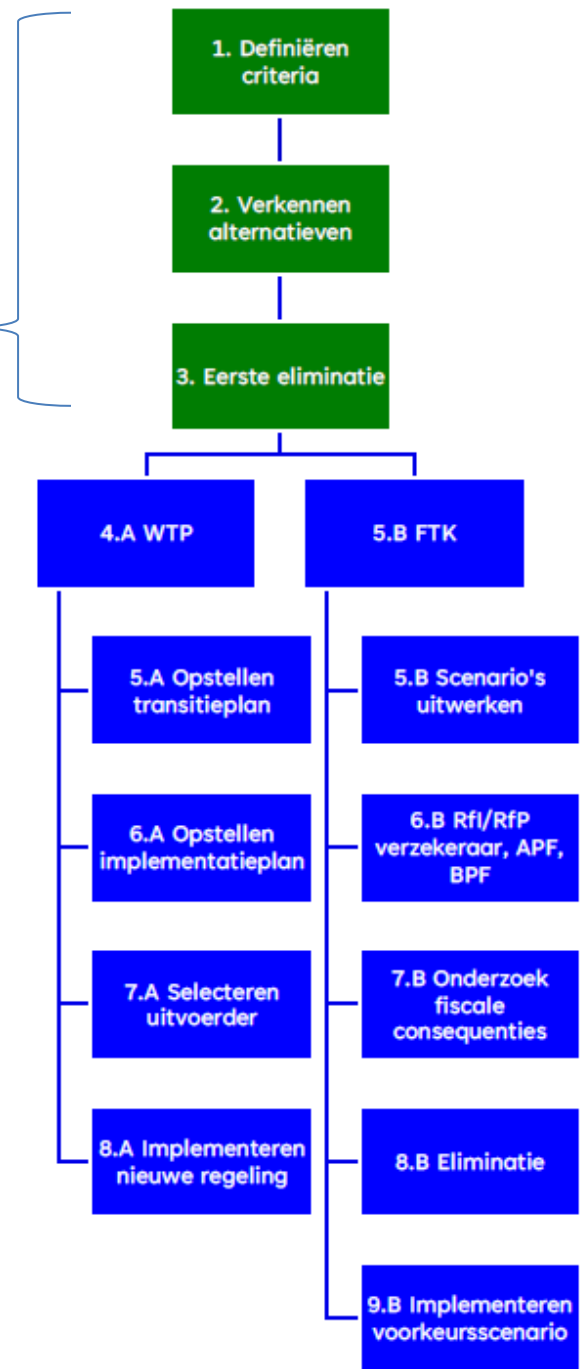 1. Definiëren
criteria
2. Verkennen
alternatieven
3. Eerste eliminatie
4.A WTP
5.B FTK
5.A Opstellen
transitieplan
5.B Scenario's
uitwerken
6.A Opstellen
implementatieplan
6.B RfI/RfP
verzekeraar, APF,
BPF
7.A Selecteren
uitvoerder
7.B Onderzoek
fiscale
consequenties
8.A Implementeren
nieuwe regeling
8.B Eliminatie
9.B Implementeren
voorkeursscenario